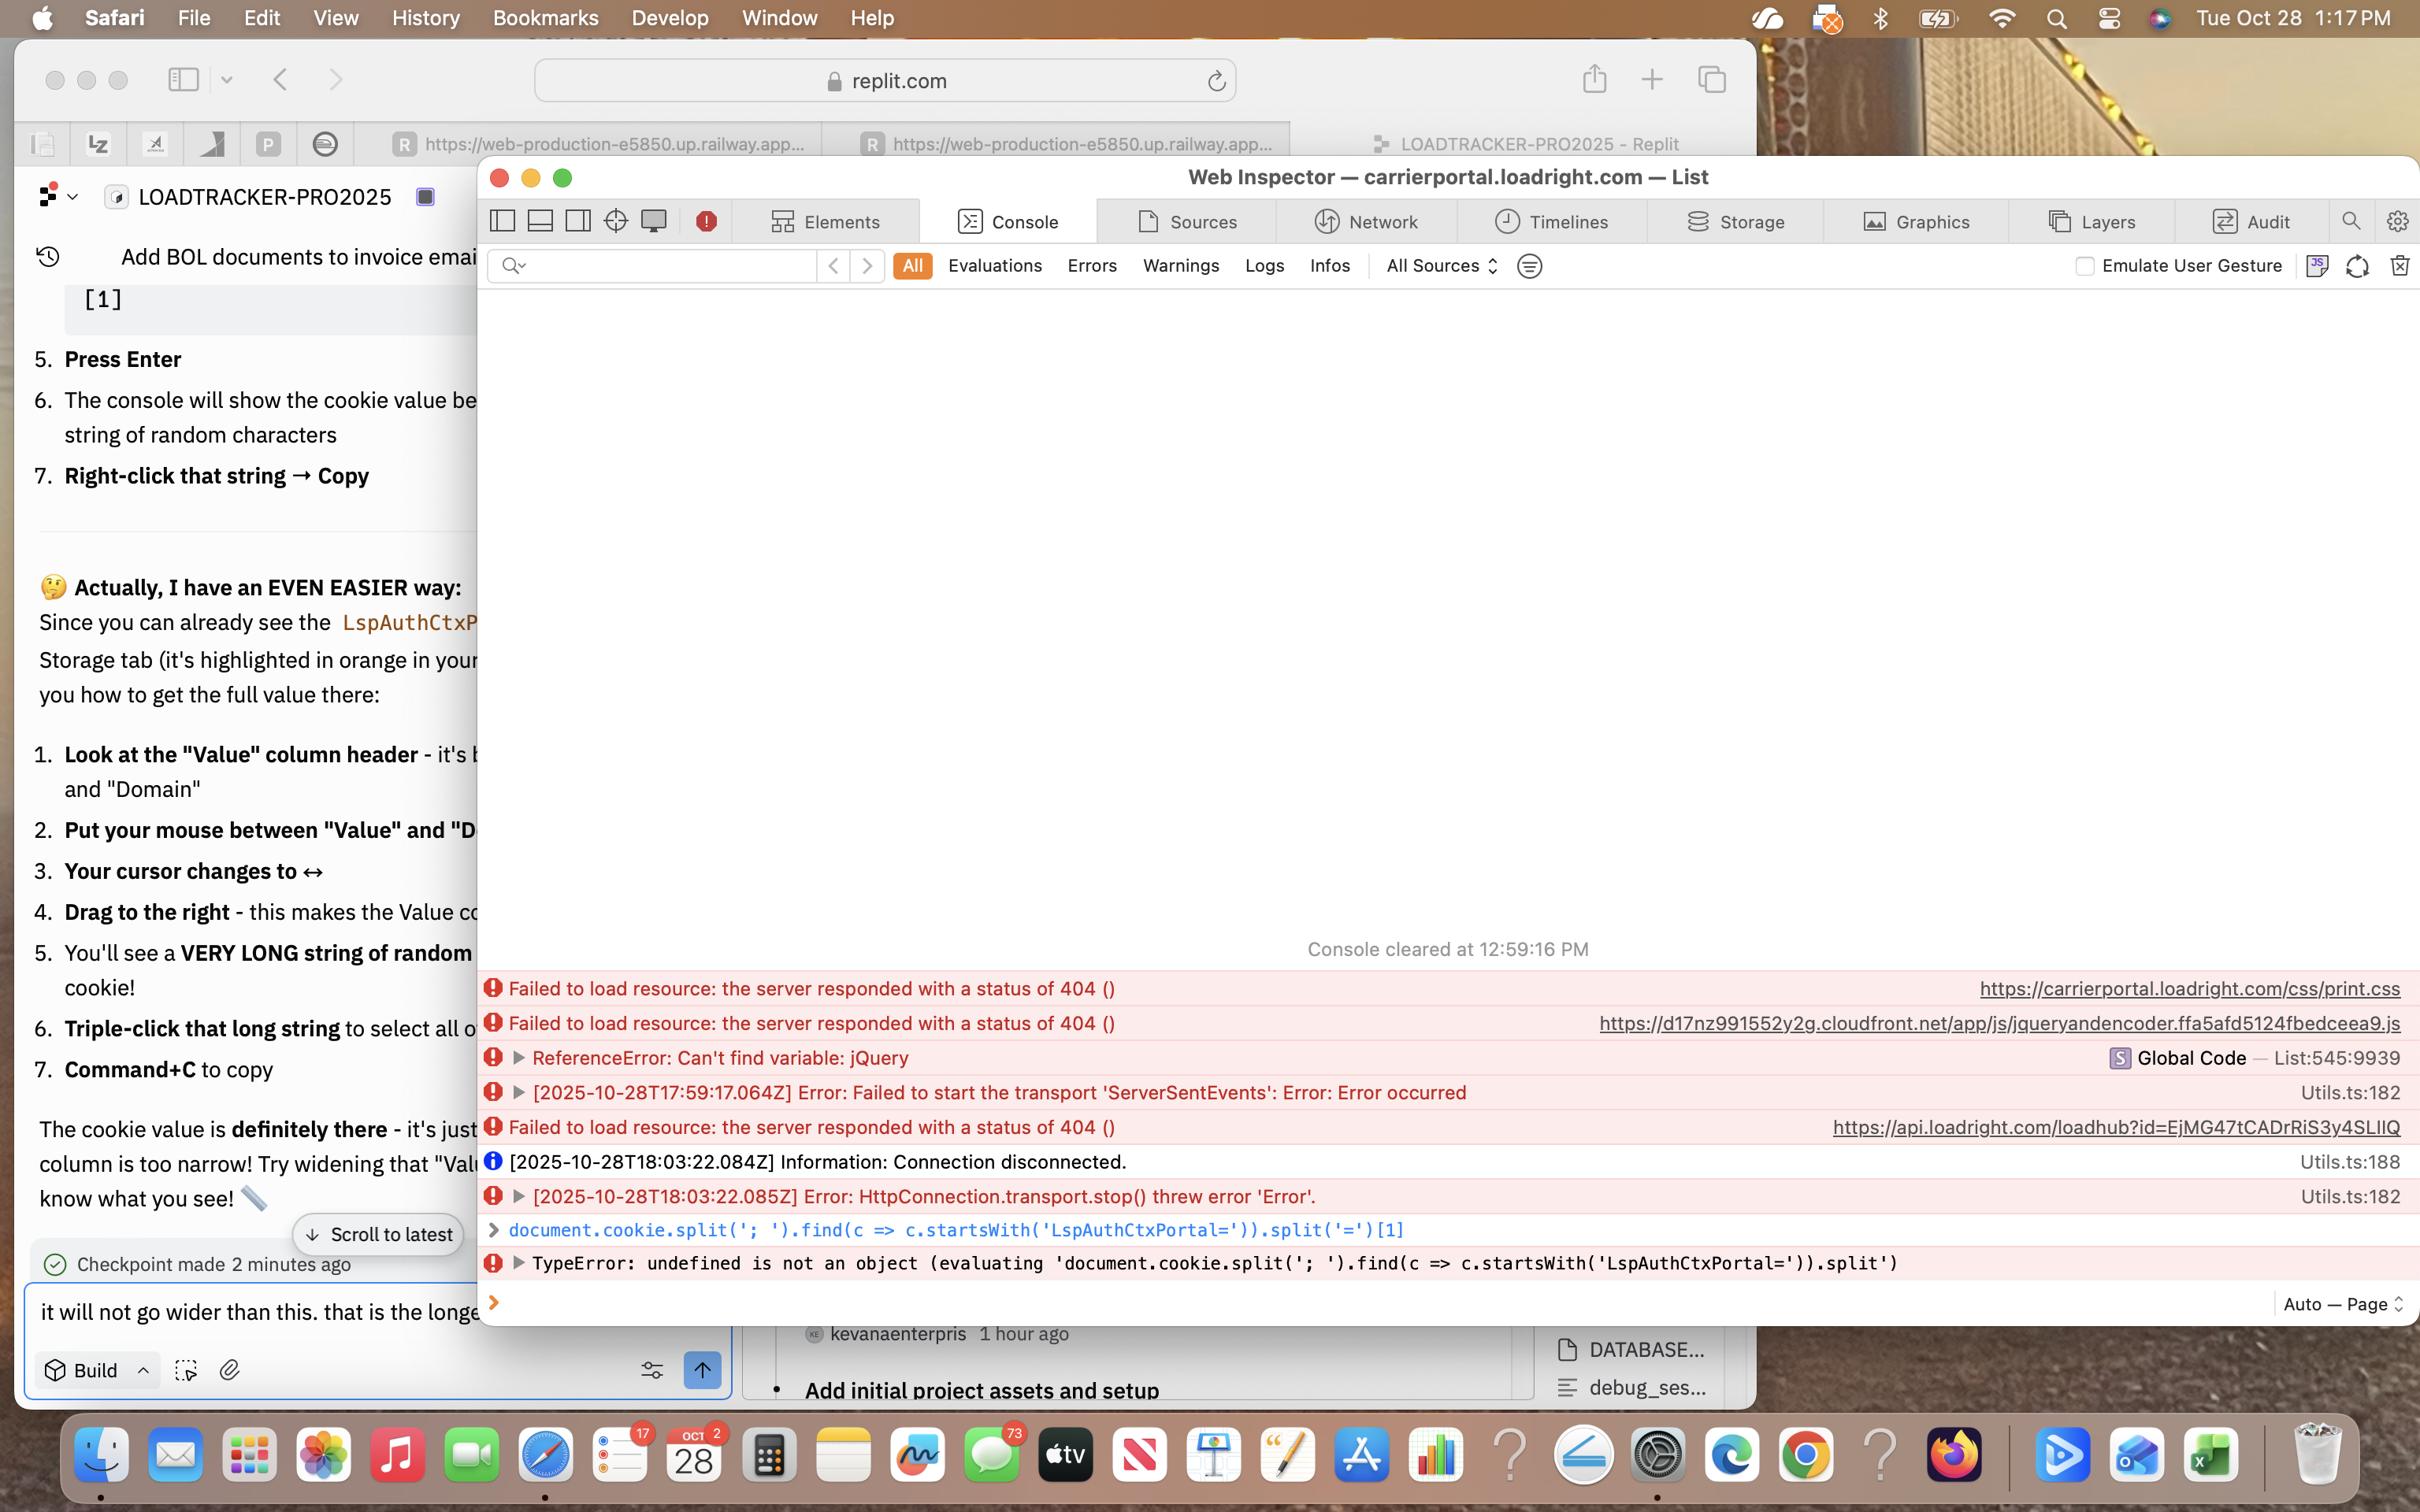 Safari File Edit View History Bookmarks Develop Window Help
Tue Oct 28 1:17 PM
replit.com
https://web-production-e5850.up.railway.app...
https://web-production-e5850.up.railway.app...
LOADTRACKER-PRO2025 - Replit
LOADTRACKER-PRO2025
Add BOL documents to invoice emai
[1]
5. Press Enter
6. The console will show the cookie value be
string of random characters
7. Right-click that string → Copy
🤔 Actually, I have an EVEN EASIER way:
Since you can already see the LspAuthCtxP
Storage tab (it's highlighted in orange in your
you how to get the full value there:
1. Look at the "Value" column header - it's b
and "Domain"
2. Put your mouse between "Value" and "D
3. Your cursor changes to ↔
4. Drag to the right - this makes the Value co
5. You'll see a VERY LONG string of random
cookie!
6. Triple-click that long string to select all o
7. Command+C to copy
The cookie value is definitely there - it's just
column is too narrow! Try widening that "Valu
know what you see! 📏
↓ Scroll to latest
Checkpoint made 2 minutes ago
it will not go wider than this. that is the longe
Build
Web Inspector — carrierportal.loadright.com — List
Elements Console Sources Network Timelines Storage Graphics Layers Audit
All Evaluations Errors Warnings Logs Infos All Sources
Emulate User Gesture
Console cleared at 12:59:16 PM
Failed to load resource: the server responded with a status of 404 () https://carrierportal.loadright.com/css/print.css
Failed to load resource: the server responded with a status of 404 () https://d17nz991552y2g.cloudfront.net/app/js/jqueryandencoder.ffa5afd5124fbedceea9.js
ReferenceError: Can't find variable: jQuery S Global Code — List:545:9939
[2025-10-28T17:59:17.064Z] Error: Failed to start the transport 'ServerSentEvents': Error: Error occurred Utils.ts:182
Failed to load resource: the server responded with a status of 404 () https://api.loadright.com/loadhub?id=EjMG47tCADrRiS3y4SLlIQ
[2025-10-28T18:03:22.084Z] Information: Connection disconnected. Utils.ts:188
[2025-10-28T18:03:22.085Z] Error: HttpConnection.transport.stop() threw error 'Error'. Utils.ts:182
document.cookie.split('; ').find(c => c.startsWith('LspAuthCtxPortal=')).split('=')[1]
TypeError: undefined is not an object (evaluating 'document.cookie.split('; ').find(c => c.startsWith('LspAuthCtxPortal=')).split')
Auto — Page
KE kevanaenterpris 1 hour ago
• Add initial project assets and setup
DATABASE...
debug_ses...
17
OCT 2
28
73
tv